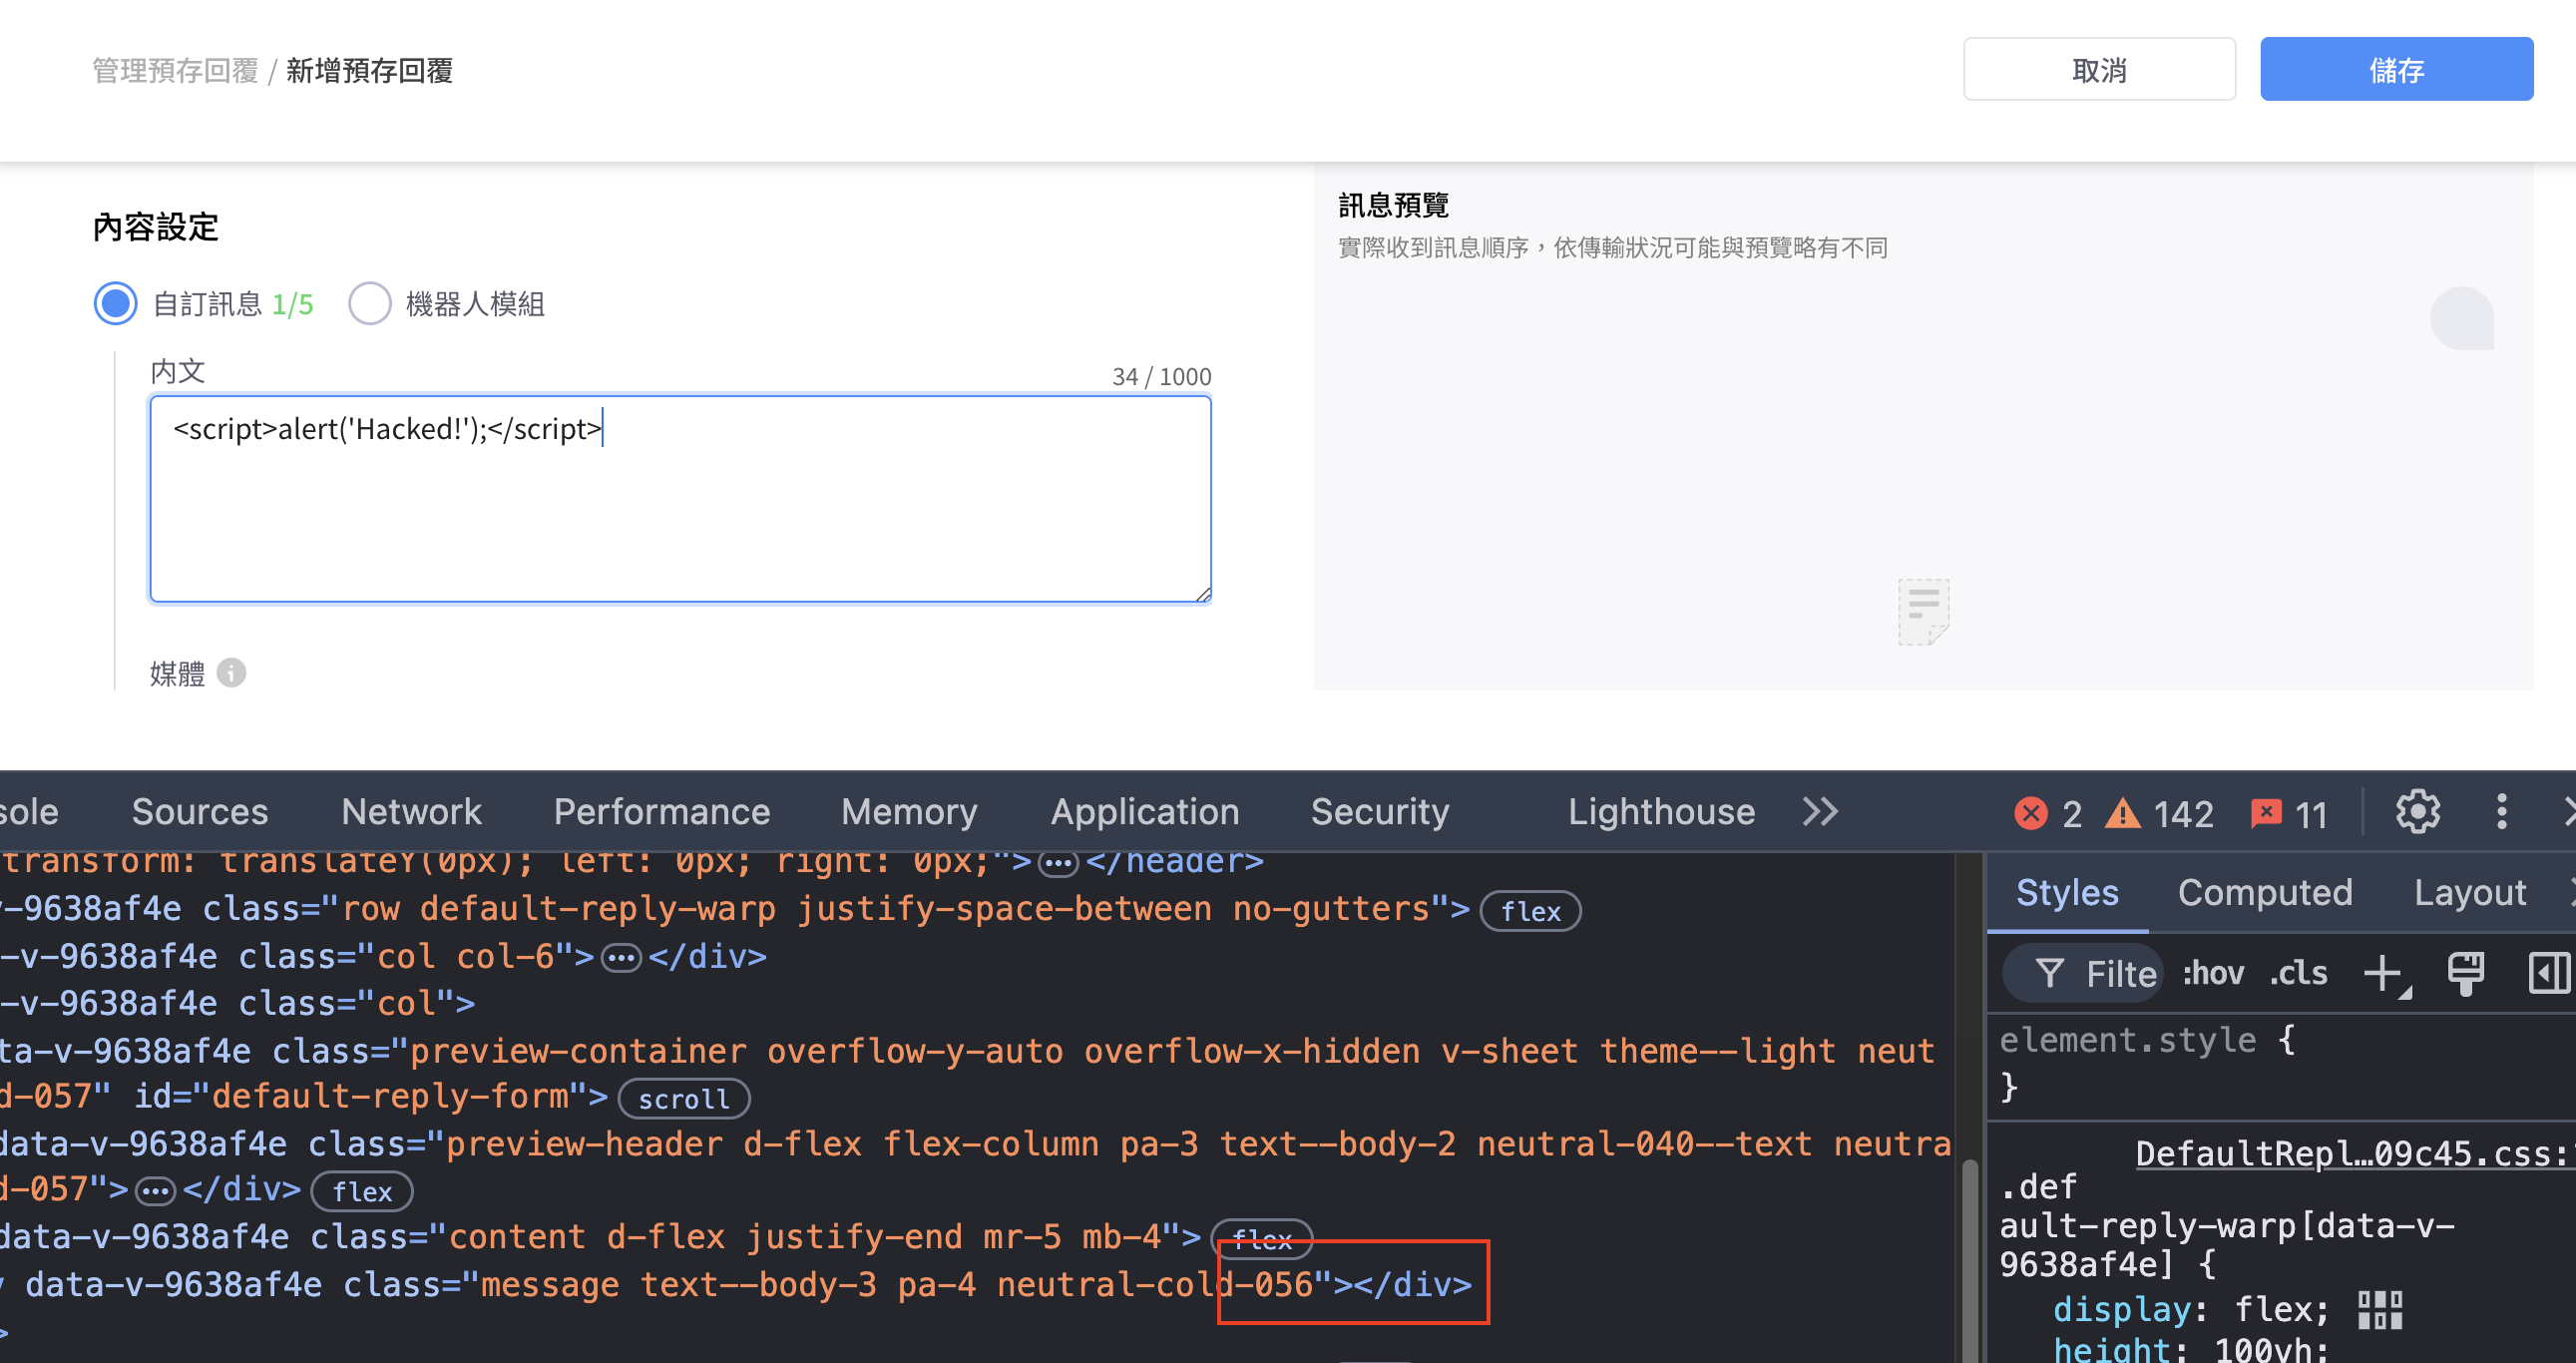 管理預存回覆 / 新增預存回覆
取消
儲存
內容設定
自訂訊息 1/5
機器人模組
內文
34 / 1000
<script>alert('Hacked!');</script>
媒體
訊息預覽
實際收到訊息順序，依傳輸狀況可能與預覽略有不同
sole
Sources
Network
Performance
Memory
Application
Security
Lighthouse
2
142
11
transform: translateY(0px); left: 0px; right: 0px;">…</header>
-9638af4e class="row default-reply-warp justify-space-between no-gutters"> flex
-v-9638af4e class="col col-6">…</div>
-v-9638af4e class="col">
ta-v-9638af4e class="preview-container overflow-y-auto overflow-x-hidden v-sheet theme--light neut
d-057" id="default-reply-form"> scroll
data-v-9638af4e class="preview-header d-flex flex-column pa-3 text--body-2 neutral-040--text neutra
d-057">…</div> flex
data-v-9638af4e class="content d-flex justify-end mr-5 mb-4"> flex
data-v-9638af4e class="message text--body-3 pa-4 neutral-cold-056"></div>
>
Styles
Computed
Layout
Filte
:hov
.cls
element.style {
}
DefaultRepl…09c45.css:
.def
ault-reply-warp[data-v-
9638af4e] {
display: flex;
height: 100vh;